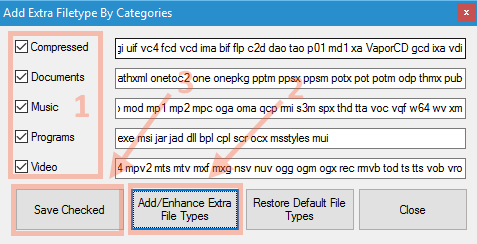 Add Extra Filetype By Categories
x
Compressed
gi uif vc4 fcd vcd ima bif flp c2d dao tao p01 md1 xa VaporCD gcd ixa vdi
Documents
athxml onetoc2 one onepkg pptm ppsx ppsm potx pot potm odp thmx pub
Music
mod mp1 mp2 mpc oga oma qcp rmi s3m spx thd tta voc vqf w64 wv xm
Programs
exe msi jar jad dll bpl cpl scr ocx msstyles mui
Video
4 mpv2 mts mtv mxf mxg nsv nuv ogg ogm ogx rec rmvb tod ts tts vob vro
1
3
2
Save Checked
Add/Enhance Extra
File Types
Restore Default File
Types
Close